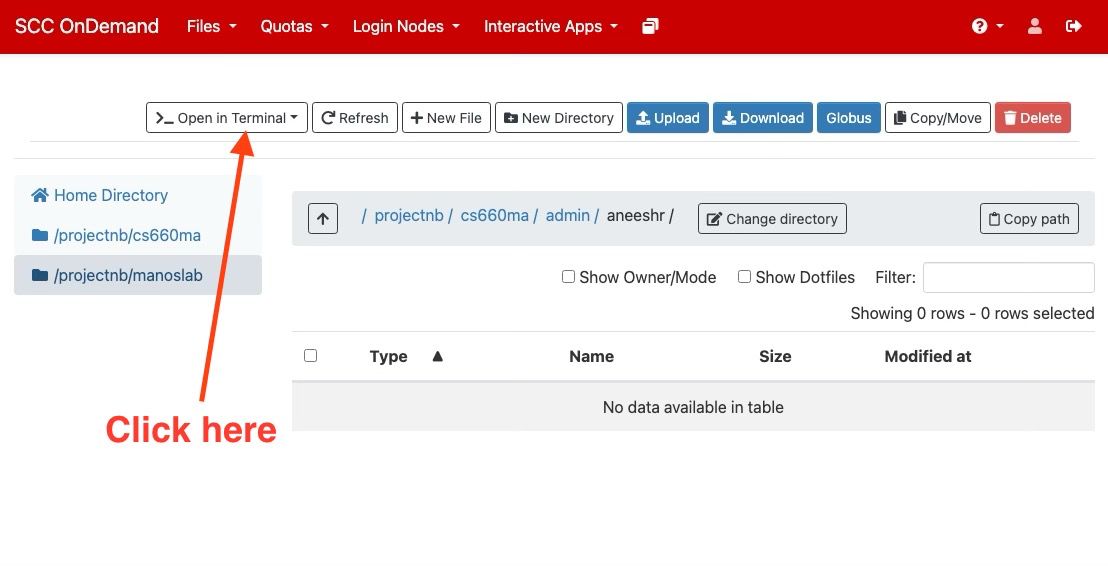 SCC OnDemand Files Quotas Login Nodes Interactive Apps
Open in Terminal Refresh New File New Directory Upload Download Globus Copy/Move Delete
Home Directory
/projectnb/cs660ma
/projectnb/manoslab
/ projectnb / cs660ma / admin / aneeshr / Change directory Copy path
Show Owner/Mode Show Dotfiles Filter:
Showing 0 rows - 0 rows selected
Type Name Size Modified at
No data available in table
Click here